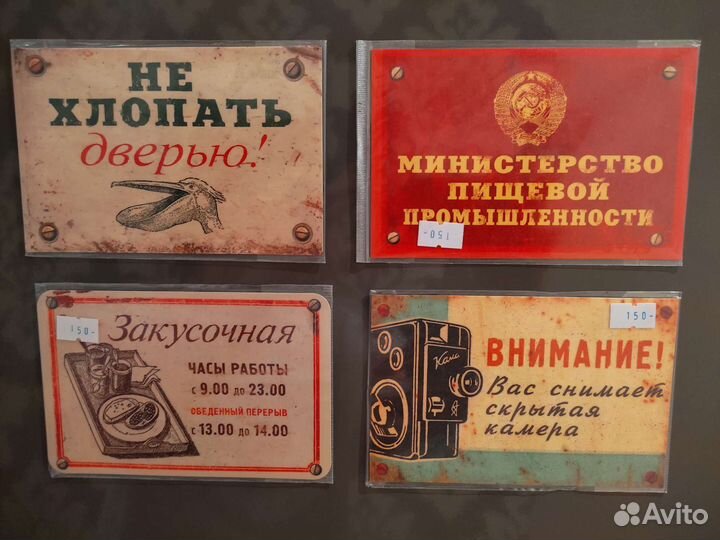 НЕ
ХЛОПАТЬ
дверью!
МИНИСТЕРСТВО
ПИЩЕВОЙ
ПРОМЫШЛЕННОСТИ
150-
150-
Закусочная
ЧАСЫ РАБОТЫ
с 9.00 до 23.00
ОБЕДЕННЫЙ ПЕРЕРЫВ
с 13.00 до 14.00
150-
Кама
ВНИМАНИЕ!
Вас снимает
скрытая
камера
Avito